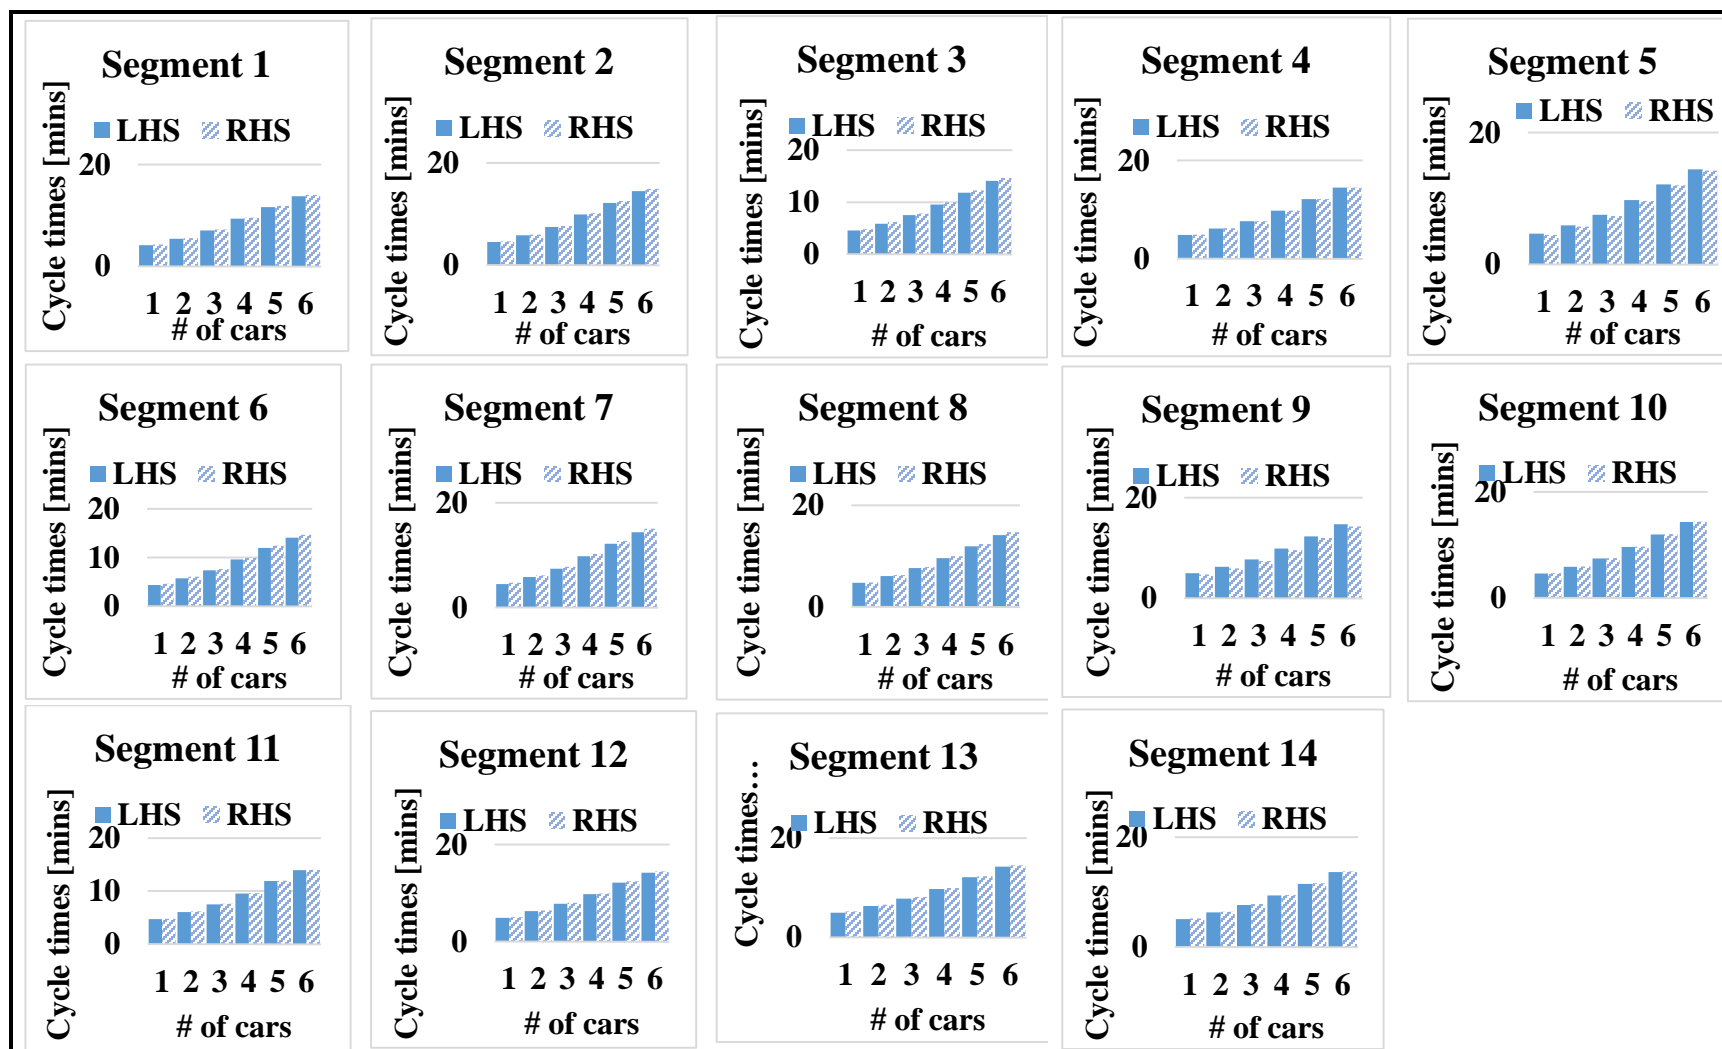 Segment 1
Cycle times [mins]
LHS RHS
20
0
1 2 3 4 5 6
# of cars
Segment 2
Cycle times [mins]
LHS RHS
20
0
1 2 3 4 5 6
# of cars
Segment 3
Cycle times [mins]
LHS RHS
20
10
0
1 2 3 4 5 6
# of cars
Segment 4
Cycle times [mins]
LHS RHS
20
0
1 2 3 4 5 6
# of cars
Segment 5
Cycle times [mins]
LHS RHS
20
0
1 2 3 4 5 6
# of cars
Segment 6
Cycle times [mins]
LHS RHS
20
10
0
1 2 3 4 5 6
# of cars
Segment 7
Cycle times [mins]
LHS RHS
20
0
1 2 3 4 5 6
# of cars
Segment 8
Cycle times [mins]
LHS RHS
20
0
1 2 3 4 5 6
# of cars
Segment 9
Cycle times [mins]
LHS RHS
20
0
1 2 3 4 5 6
# of cars
Segment 10
Cycle times [mins]
LHS RHS
20
0
1 2 3 4 5 6
# of cars
Segment 11
Cycle times [mins]
LHS RHS
20
10
0
1 2 3 4 5 6
# of cars
Segment 12
Cycle times [mins]
LHS RHS
20
0
1 2 3 4 5 6
# of cars
Segment 13
Cycle times…
LHS RHS
20
0
1 2 3 4 5 6
# of cars
Segment 14
Cycle times [mins]
LHS RHS
20
0
1 2 3 4 5 6
# of cars